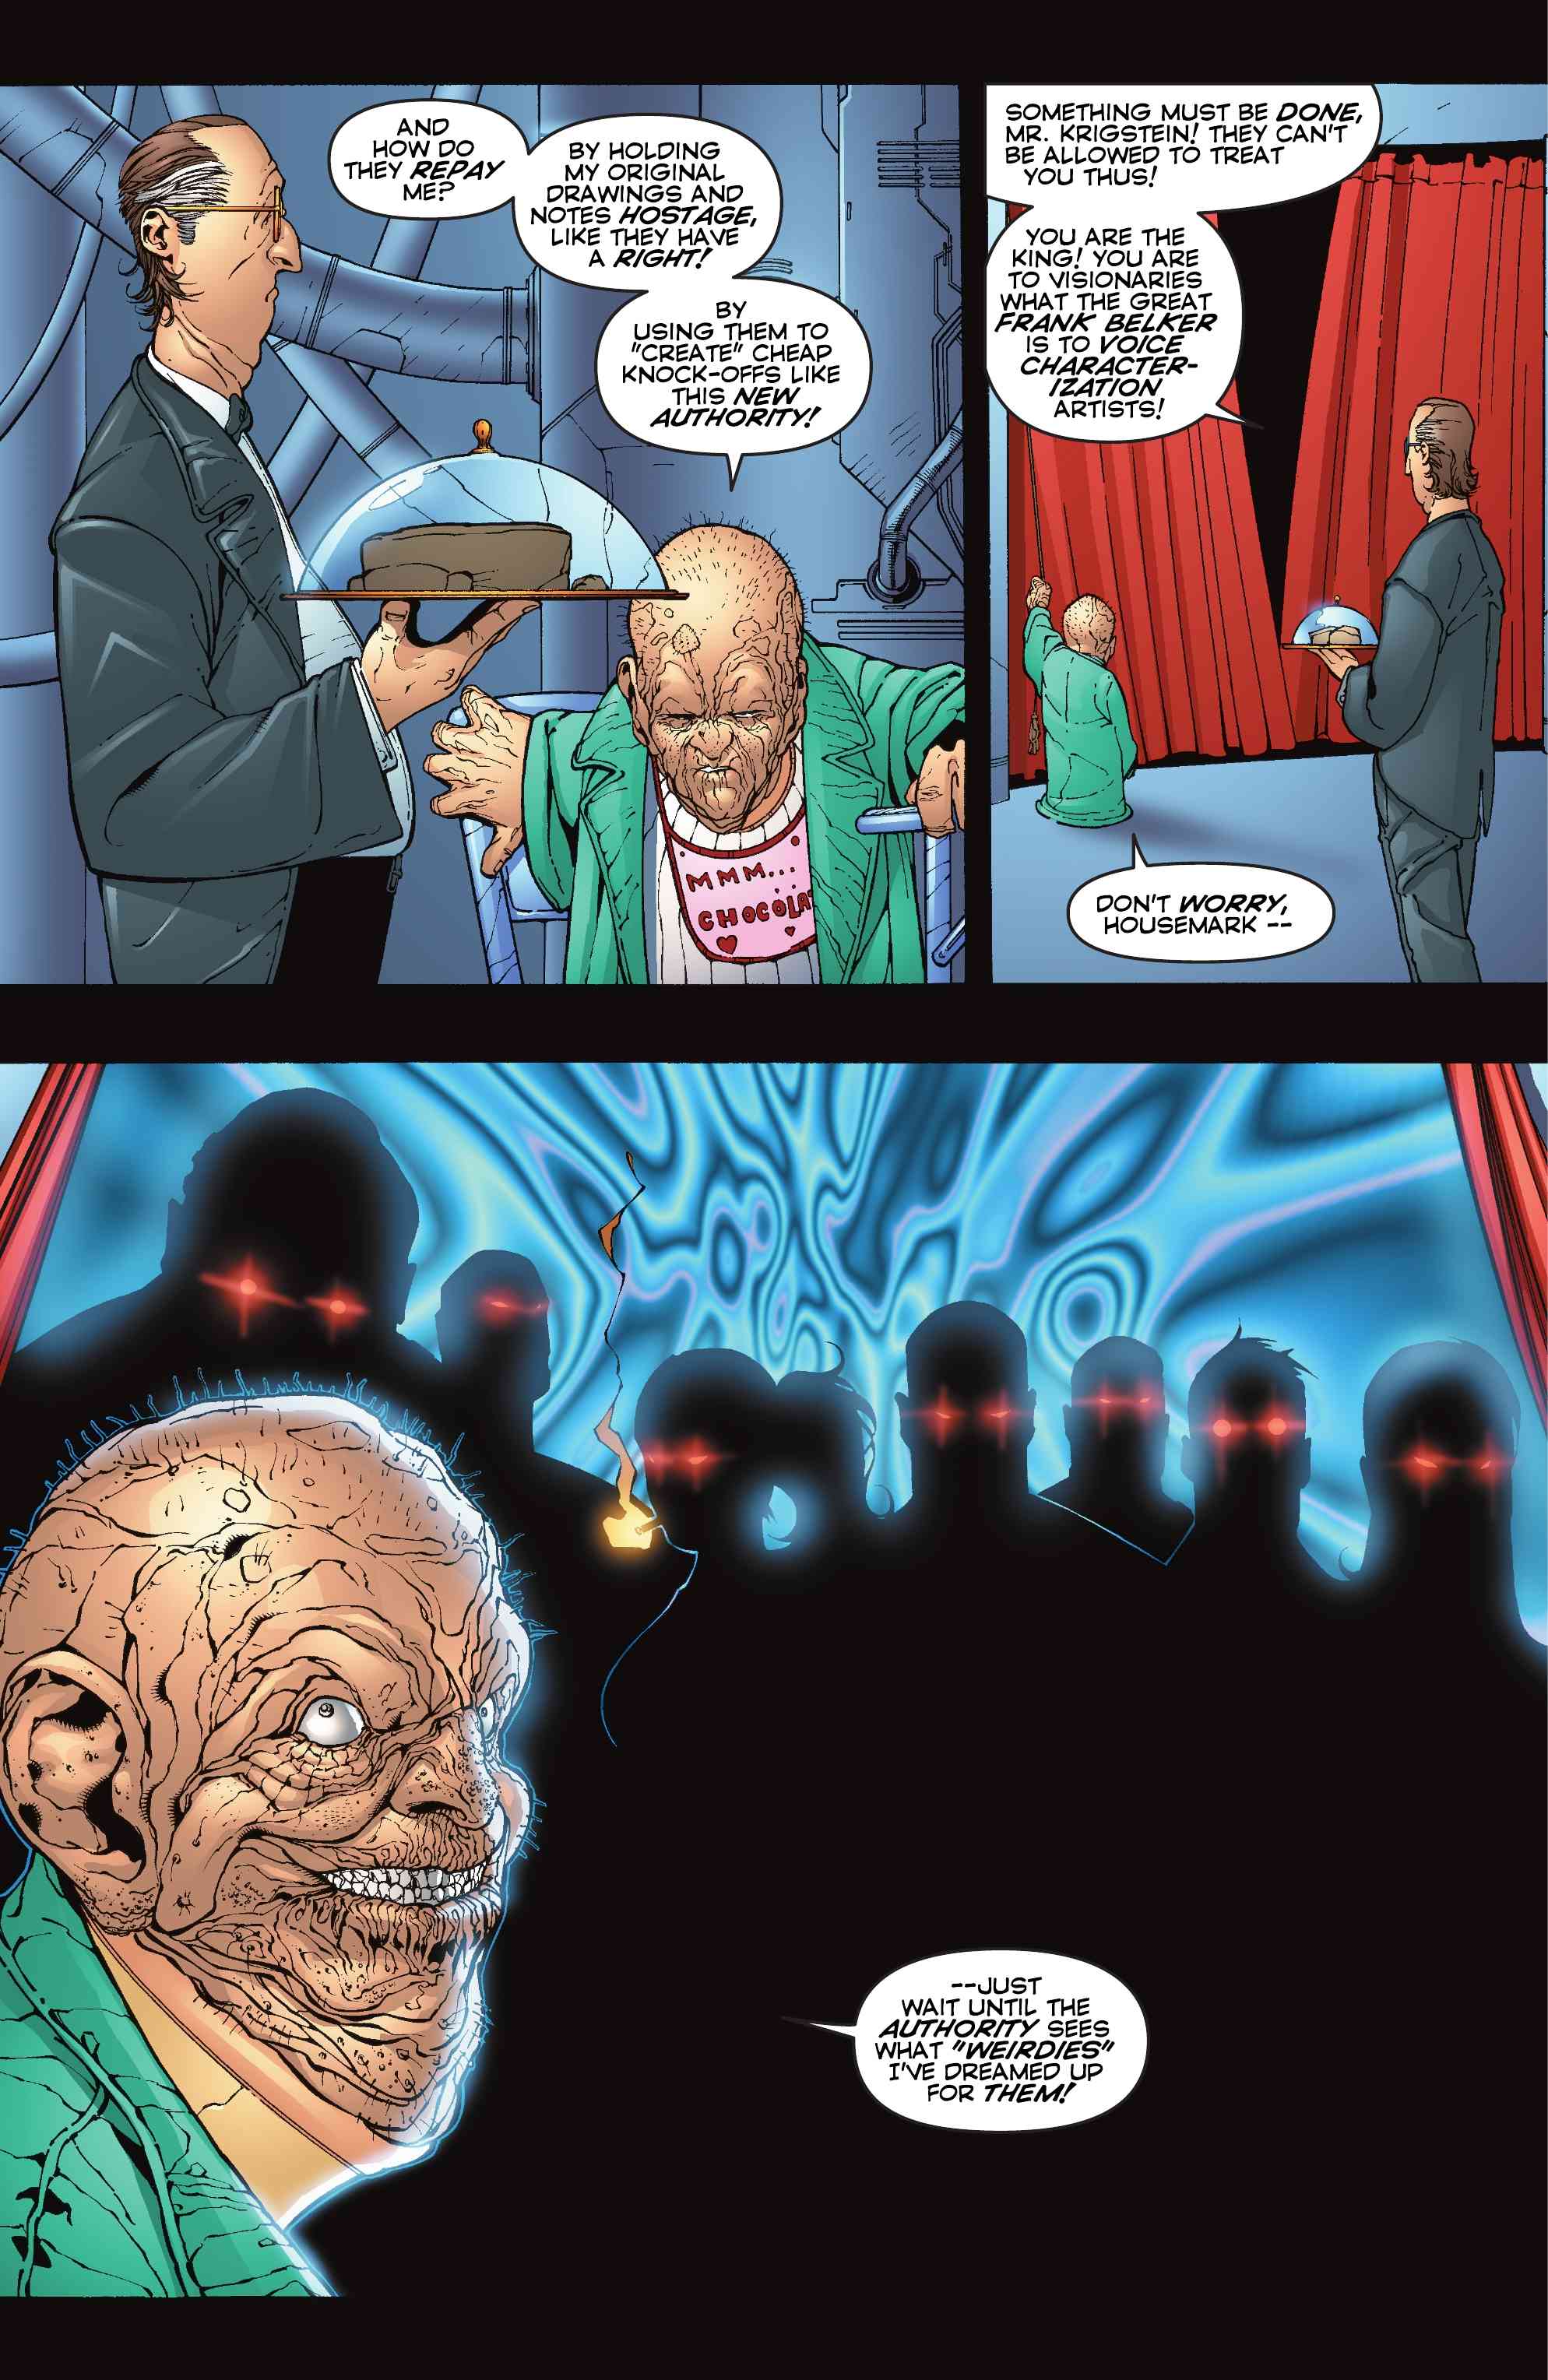 AND
HOW DO
THEY REPAY
ME?
BY HOLDING
MY ORIGINAL
DRAWINGS AND
NOTES HOSTAGE,
LIKE THEY HAVE
A RIGHT!
BY
USING THEM TO
"CREATE" CHEAP
KNOCK-OFFS LIKE
THIS NEW
AUTHORITY!
MMM...
CHOCOLA
SOMETHING MUST BE DONE,
MR. KRIGSTEIN! THEY CAN'T
BE ALLOWED TO TREAT
YOU THUS!
YOU ARE THE
KING! YOU ARE
TO VISIONARIES
WHAT THE GREAT
FRANK BELKER
IS TO VOICE
CHARACTER-
IZATION
ARTISTS!
DON'T WORRY,
HOUSEMARK --
--JUST
WAIT UNTIL THE
AUTHORITY SEES
WHAT "WEIRDIES"
I'VE DREAMED UP
FOR THEM!